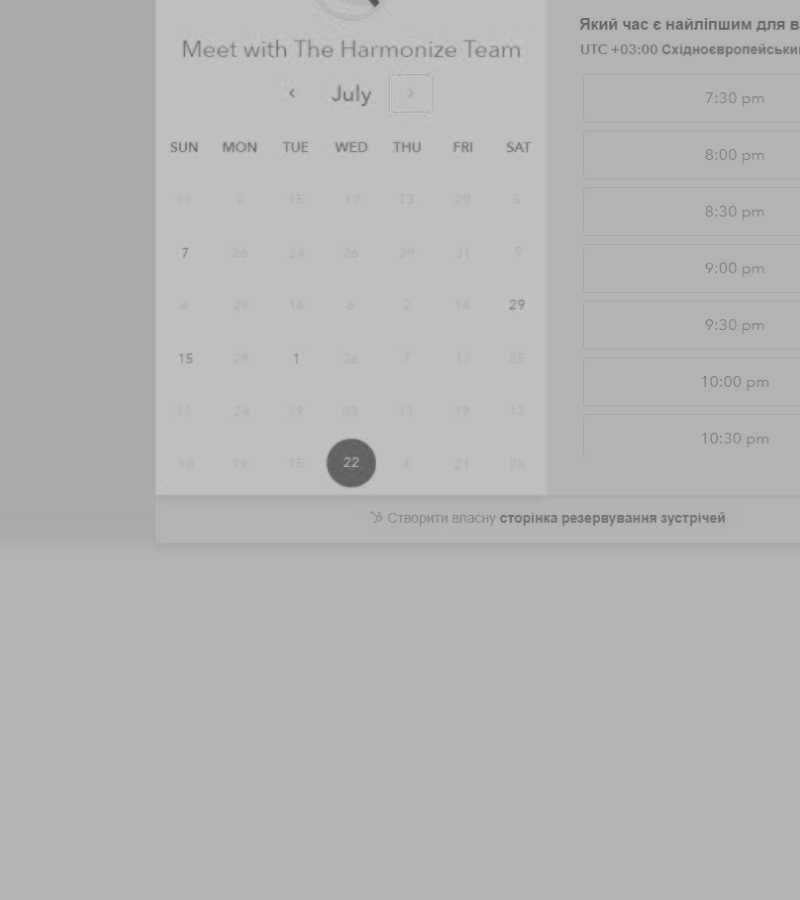 Meet with The Harmonize Team
‹ July ›
SUN MON TUE WED THU FRI SAT
11 2 15 17 13 29 5
7 26 24 26 29 31 9
4 29 16 6 2 14 29
15 29 1 26 7 17 25
11 24 19 25 11 19 12
10 19 15 22 4 21 25
Який час є найліпшим для
UTC +03:00
7:30 pm
8:00 pm
8:30 pm
9:00 pm
9:30 pm
10:00 pm
10:30 pm
Створити власну сторінка резервування зустрічей